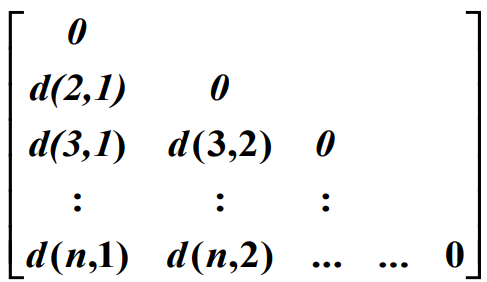 0
d(2,1) 0
d(3,1) d(3,2) 0
: : :
d(n,1) d(n,2) ... ... 0